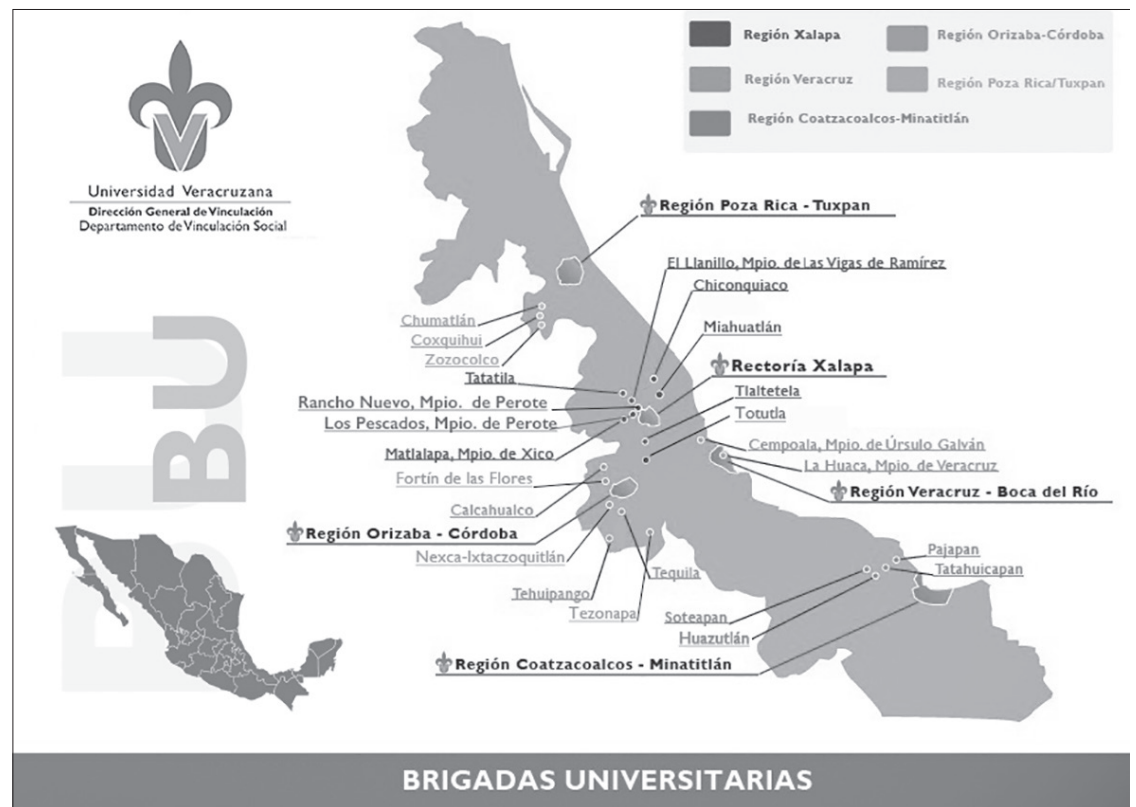 Región Xalapa
Región Orizaba-Córdoba
Región Veracruz
Región Poza Rica/Tuxpan
Región Coatzacoalcos-Minatitlán
V
Universidad Veracruzana
Dirección General de Vinculación
Departamento de Vinculación Social
BU
Región Poza Rica - Tuxpan
El Llanillo, Mpio. de Las Vigas de Ramírez
Chiconquiaco
Miahuatlán
Chumatlán
Coxquihui
Zozocolco
Rectoría Xalapa
Tatatila
Tlaltetela
Rancho Nuevo, Mpio. de Perote
Totutla
Los Pescados, Mpio. de Perote
Cempoala, Mpio. de Úrsulo Galván
Matlalapa, Mpio. de Xico
La Huaca, Mpio. de Veracruz
Fortín de las Flores
Región Veracruz - Boca del Río
Calcahualco
Región Orizaba - Córdoba
Nexca-Ixtaczoquitlán
Pajapan
Tatahuicapan
Tequila
Tehuipango
Tezonapa
Soteapan
Huazutlán
Región Coatzacoalcos - Minatitlán
BRIGADAS UNIVERSITARIAS